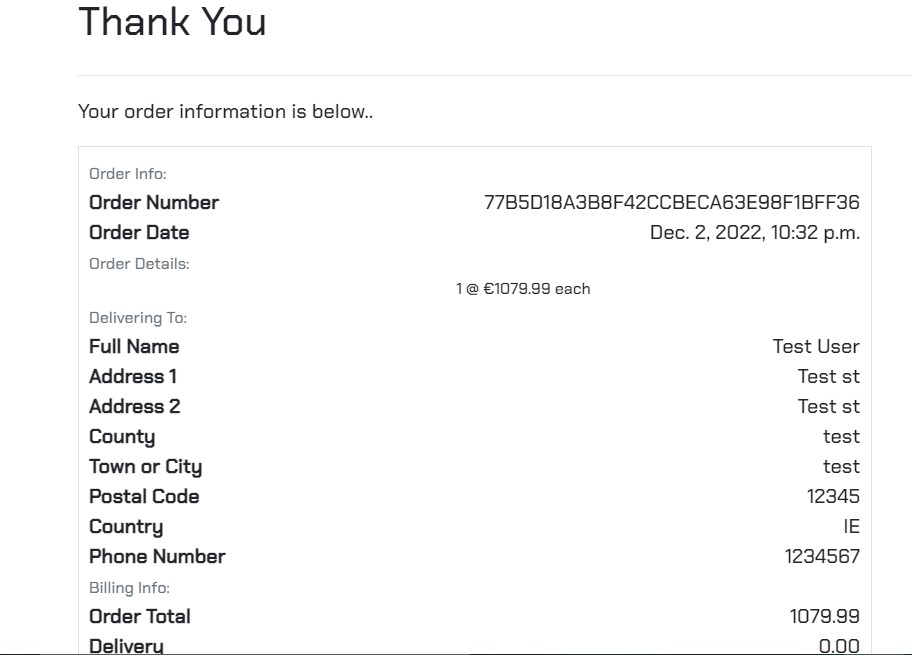 Thank You
Your order information is below..
Order Info:
Order Number 77B5D18A3B8F42CCBECA63E98F1BFF36
Order Date Dec. 2, 2022, 10:32 p.m.
Order Details:
1 @ €1079.99 each
Delivering To:
Full Name Test User
Address 1 Test st
Address 2 Test st
County test
Town or City test
Postal Code 12345
Country IE
Phone Number 1234567
Billing Info:
Order Total 1079.99
Delivery 0.00